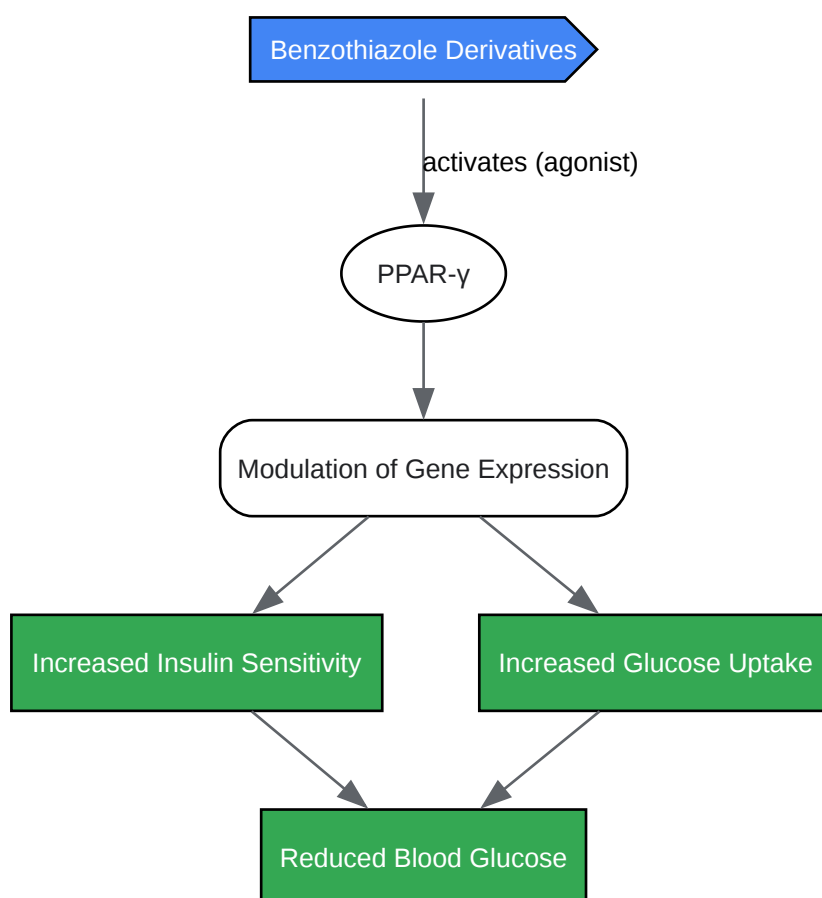 Benzothiazole Derivatives
activates (agonist)
PPAR-γ
Modulation of Gene Expression
Increased Insulin Sensitivity
Increased Glucose Uptake
Reduced Blood Glucose